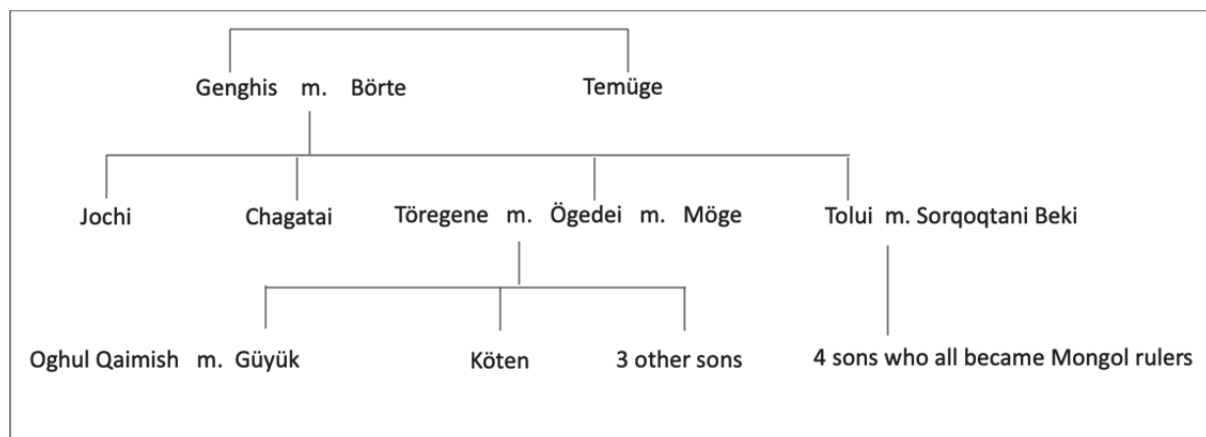 Genghis m. Börte Temüge
Jochi Chagatai Töregene m. Ögedei m. Möge Tolui m. Sorqoqtani Beki
Oghul Qaimish m. Güyük Köten 3 other sons 4 sons who all became Mongol rulers